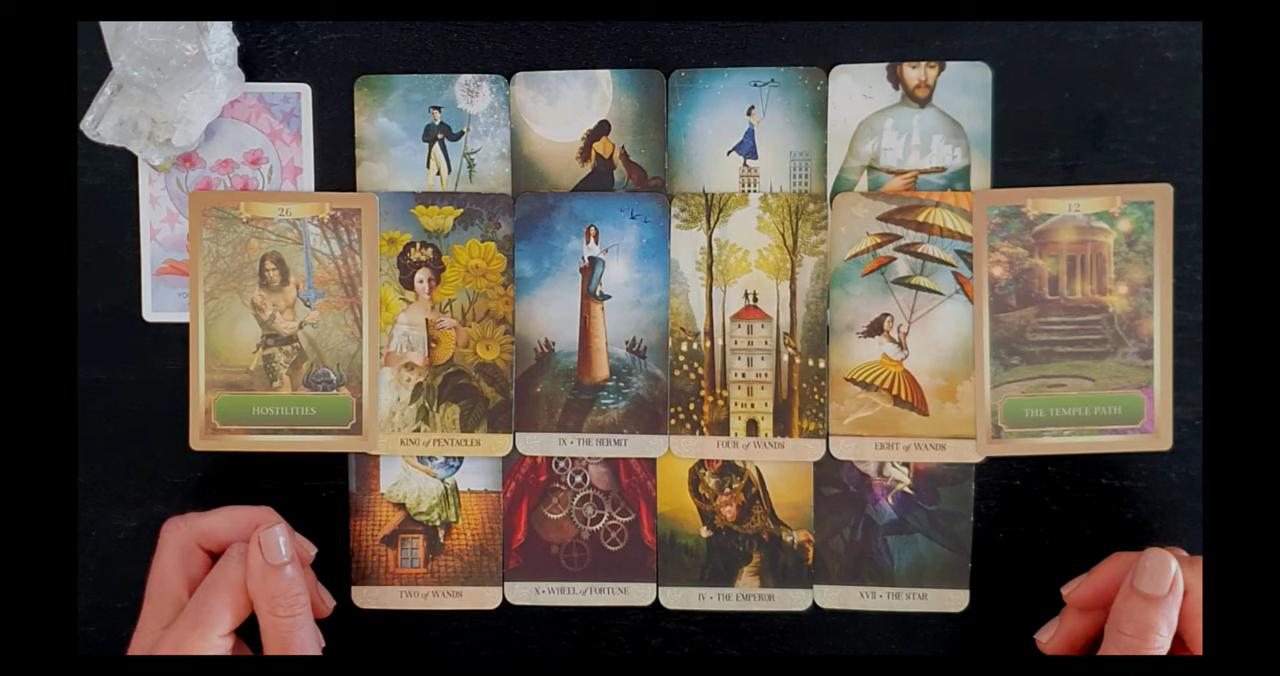 26
12
HOSTILITIES
THE TEMPLE PATH
KING of PENTACLES
IX • THE HERMIT
FOUR of WANDS
EIGHT of WANDS
TWO of WANDS
X • WHEEL of FORTUNE
IV • THE EMPEROR
XVII • THE STAR